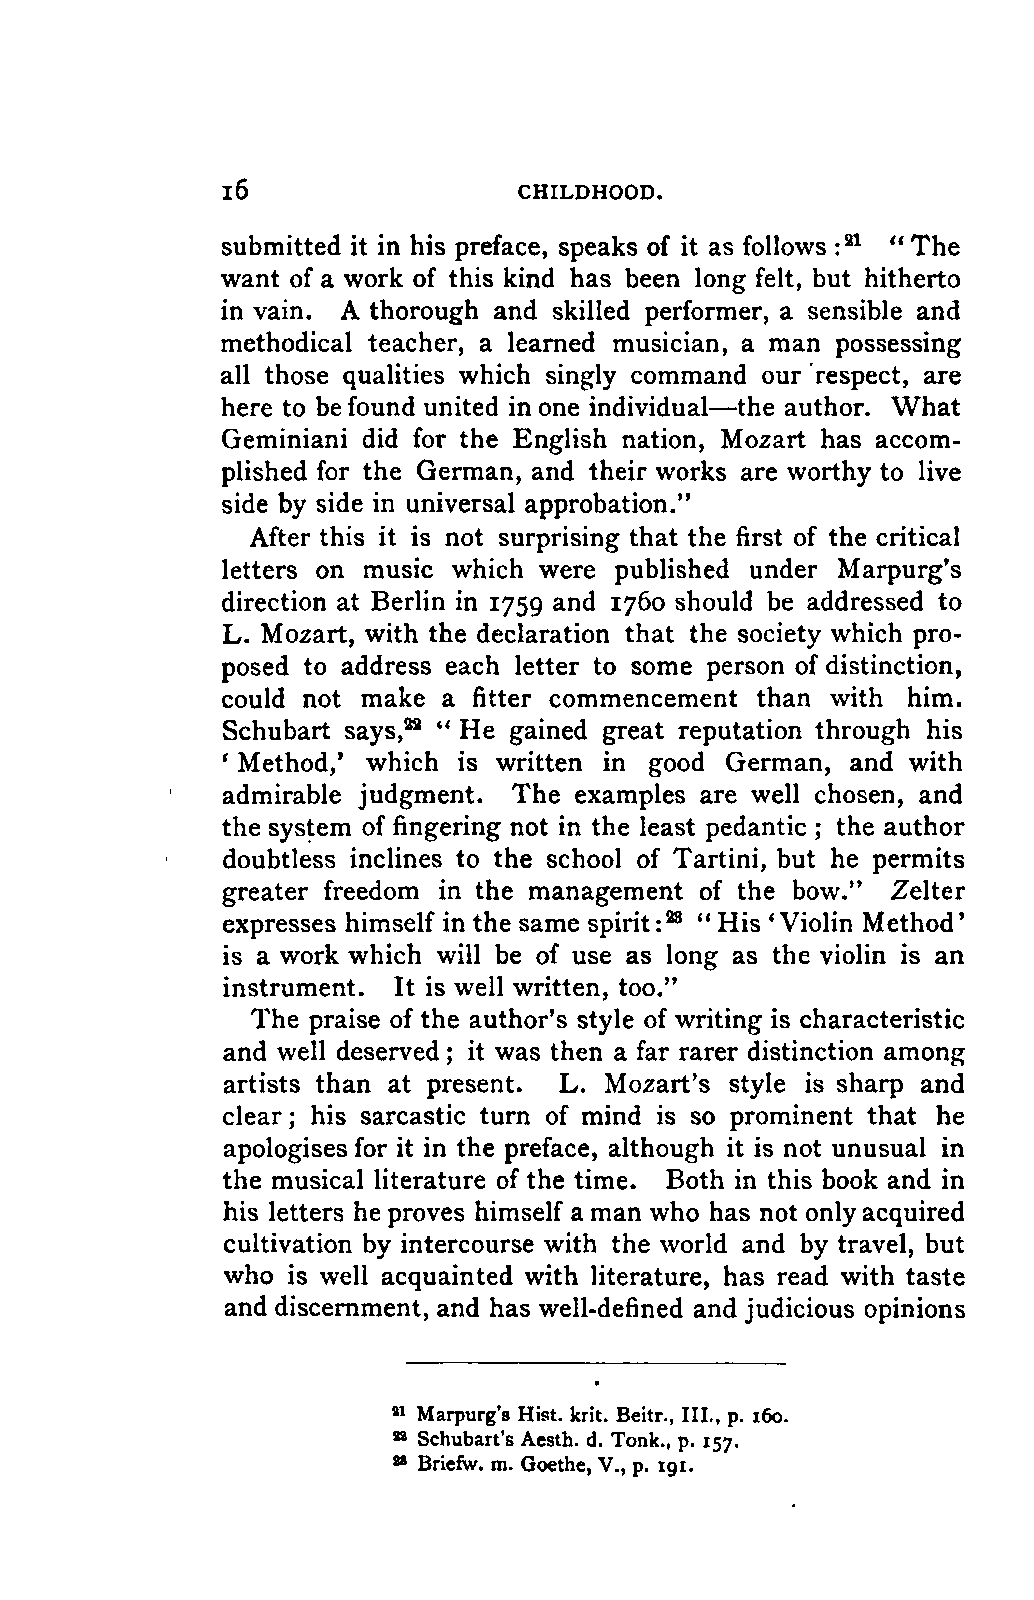 16 CHILDHOOD.
submitted it in his preface, speaks of it as follows :²¹ “The
want of a work of this kind has been long felt, but hitherto
in vain. A thorough and skilled performer, a sensible and
methodical teacher, a learned musician, a man possessing
all those qualities which singly command our respect, are
here to be found united in one individual—the author. What
Geminiani did for the English nation, Mozart has accom-
plished for the German, and their works are worthy to live
side by side in universal approbation.”
After this it is not surprising that the first of the critical
letters on music which were published under Marpurg’s
direction at Berlin in 1759 and 1760 should be addressed to
L. Mozart, with the declaration that the society which pro-
posed to address each letter to some person of distinction,
could not make a fitter commencement than with him.
Schubart says,²² “He gained great reputation through his
‘Method,’ which is written in good German, and with
admirable judgment. The examples are well chosen, and
the system of fingering not in the least pedantic ; the author
doubtless inclines to the school of Tartini, but he permits
greater freedom in the management of the bow.” Zelter
expresses himself in the same spirit :²³ “His ‘Violin Method’
is a work which will be of use as long as the violin is an
instrument. It is well written, too.”
The praise of the author’s style of writing is characteristic
and well deserved ; it was then a far rarer distinction among
artists than at present. L. Mozart’s style is sharp and
clear ; his sarcastic turn of mind is so prominent that he
apologises for it in the preface, although it is not unusual in
the musical literature of the time. Both in this book and in
his letters he proves himself a man who has not only acquired
cultivation by intercourse with the world and by travel, but
who is well acquainted with literature, has read with taste
and discernment, and has well-defined and judicious opinions
²¹ Marpurg’s Hist. krit. Beitr., III., p. 160.
²² Schubart’s Aesth. d. Tonk., p. 157.
²³ Briefw. m. Goethe, V., p. 191.